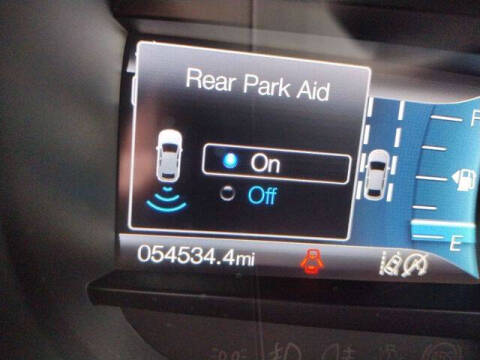 Rear Park Aid
On
Off
F
E
054534.4mi